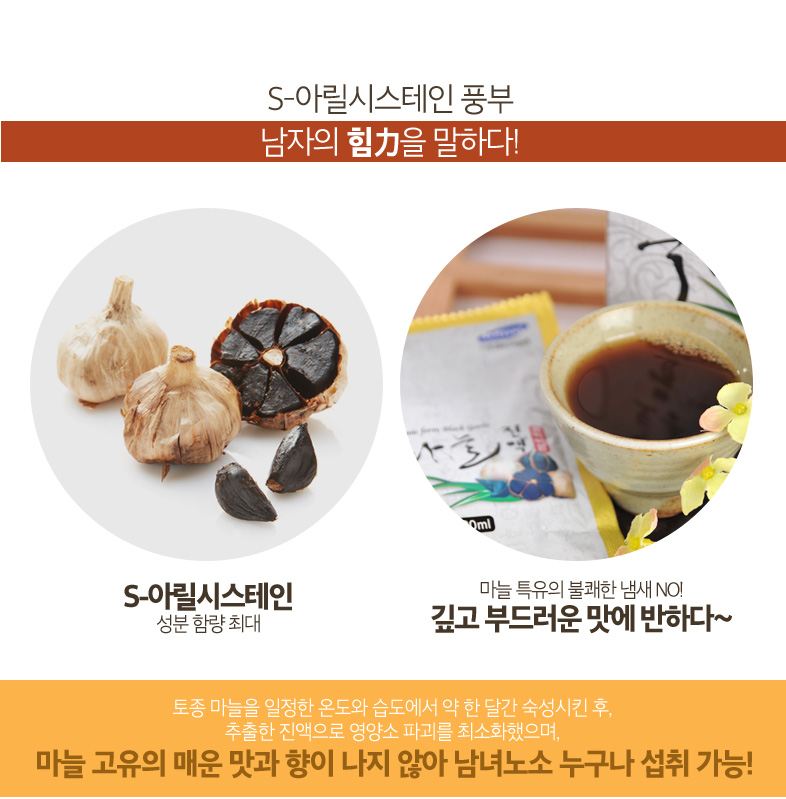 S-아릴시스테인 풍부
남자의 힘力을 말하다!
S-아릴시스테인
성분 함량 최대
마늘 특유의 불쾌한 냄새 NO!
깊고 부드러운 맛에 반하다~
토종 마늘을 일정한 온도와 습도에서 약 한 달간 숙성시킨 후,
추출한 진액으로 영양소 파괴를 최소화했으며,
마늘 고유의 매운 맛과 향이 나지 않아 남녀노소 누구나 섭취 가능!